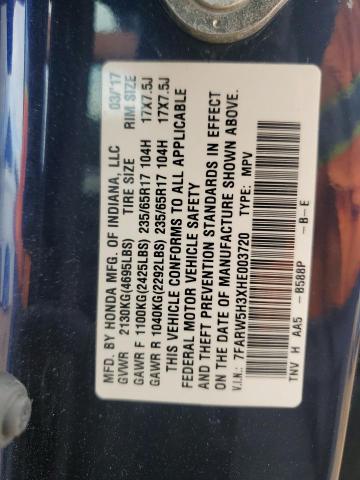 MFD. BY HONDA MFG. OF INDIANA, LLC 03/'17
GVWR 2130KG(4695LBS) TIRE SIZE RIM SIZE
GAWR F 1100KG(2425LBS) 235/65R17 104H 17X7.5J
GAWR R 1040KG(2292LBS) 235/65R17 104H 17X7.5J
THIS VEHICLE CONFORMS TO ALL APPLICABLE
FEDERAL MOTOR VEHICLE SAFETY
AND THEFT PREVENTION STANDARDS IN EFFECT
ON THE DATE OF MANUFACTURE SHOWN ABOVE.
V.I.N.: 7FARW5H3XHE003720 TYPE: MPV
TNV H AA5 -B588P -B-E